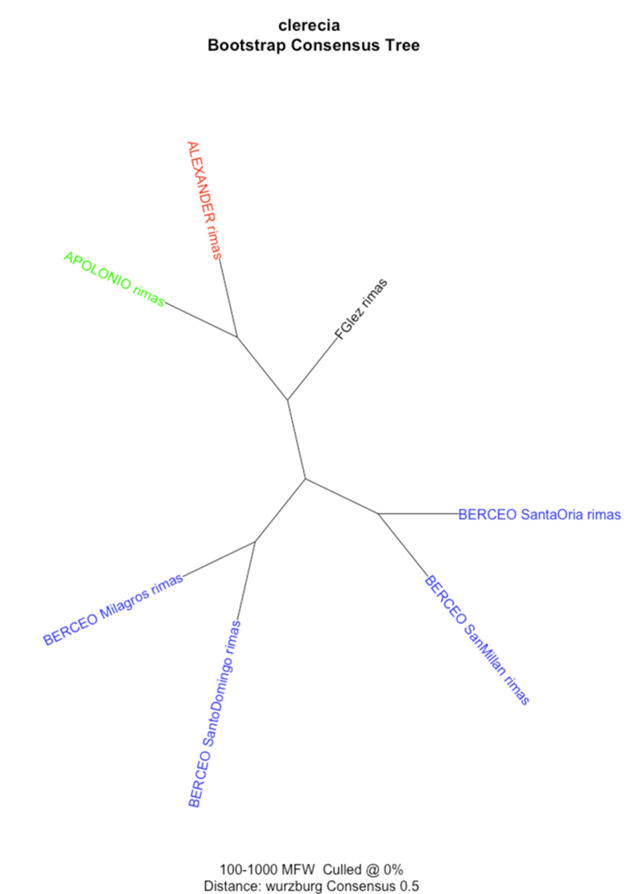 clerecia
Bootstrap Consensus Tree
ALEXANDER rimas
APOLONIO rimas
FGlez rimas
BERCEO SantaOria rimas
BERCEO SanMillan rimas
BERCEO Milagros rimas
BERCEO SantoDomingo rimas
100-1000 MFW Culled @ 0%
Distance: wurzburg Consensus 0.5